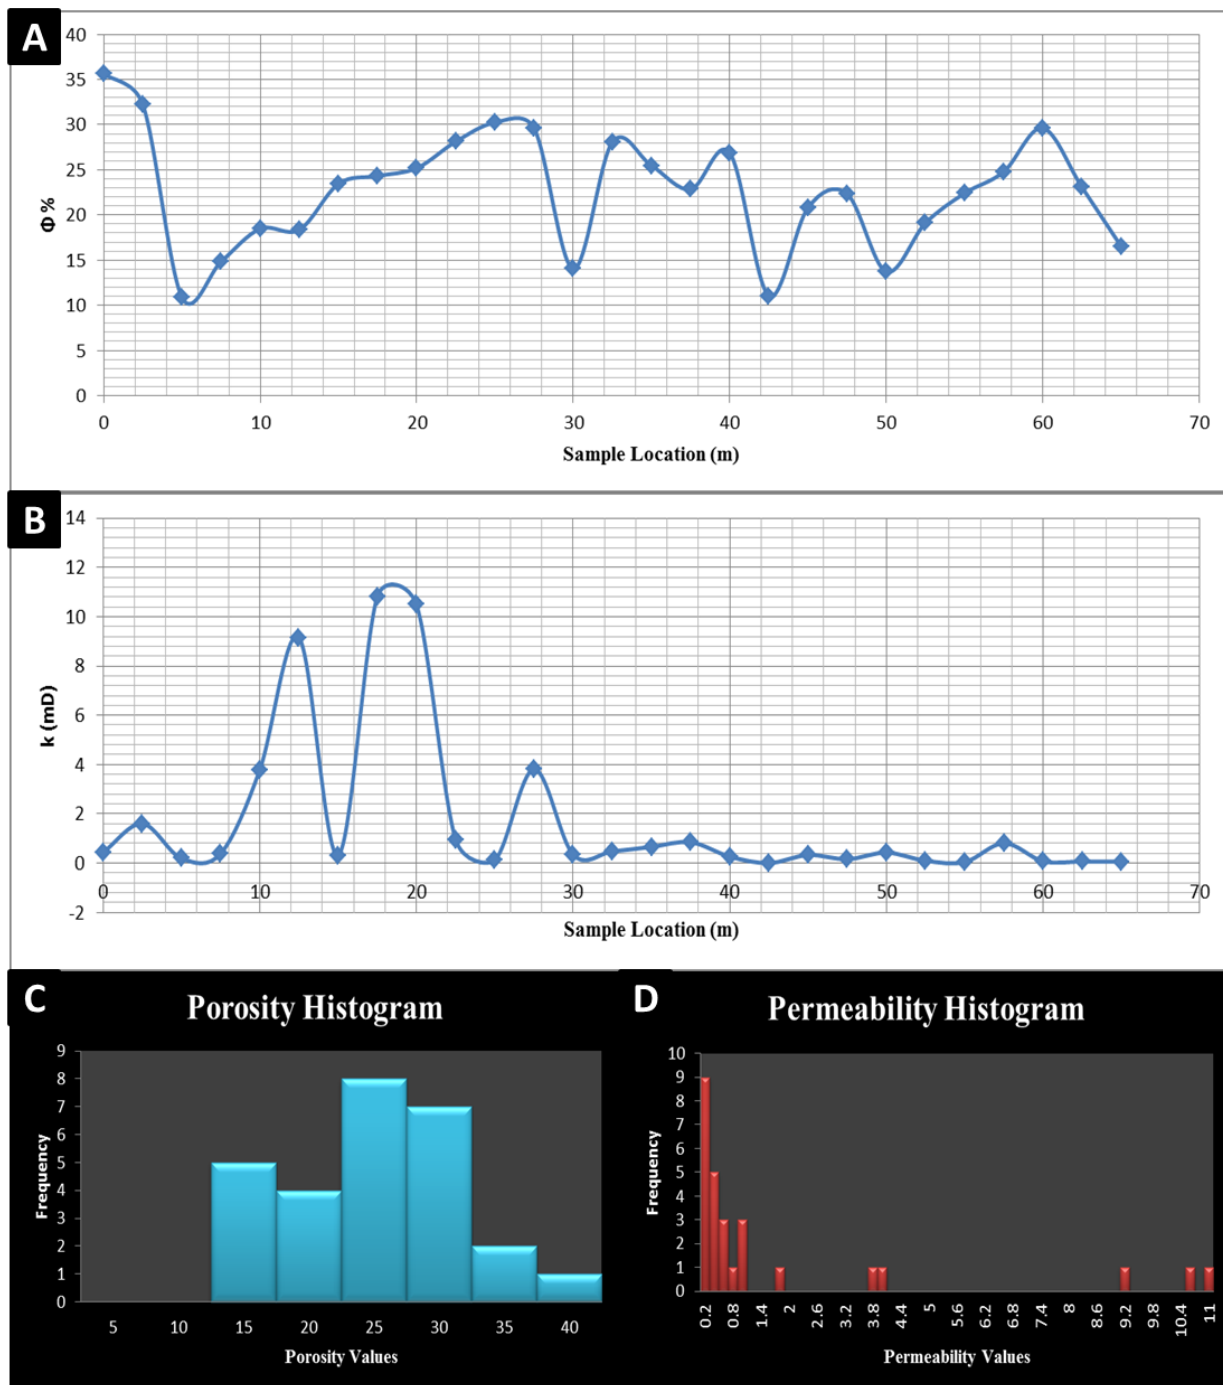 A
40
35
30
25
20
15
10
5
0
Φ %
0 10 20 30 40 50 60 70
Sample Location (m)
B
14
12
10
8
6
4
2
0
-2
k (mD)
0 10 20 30 40 50 60 70
Sample Location (m)
C
Porosity Histogram
9
8
7
6
5
4
3
2
1
0
Frequency
5 10 15 20 25 30 35 40
Porosity Values
D
Permeability Histogram
10
9
8
7
6
5
4
3
2
1
0
Frequency
0.2 0.8 1.4 2 2.6 3.2 3.8 4.4 5 5.6 6.2 6.8 7.4 8 8.6 9.2 9.8 10.4 11
Permeability Values